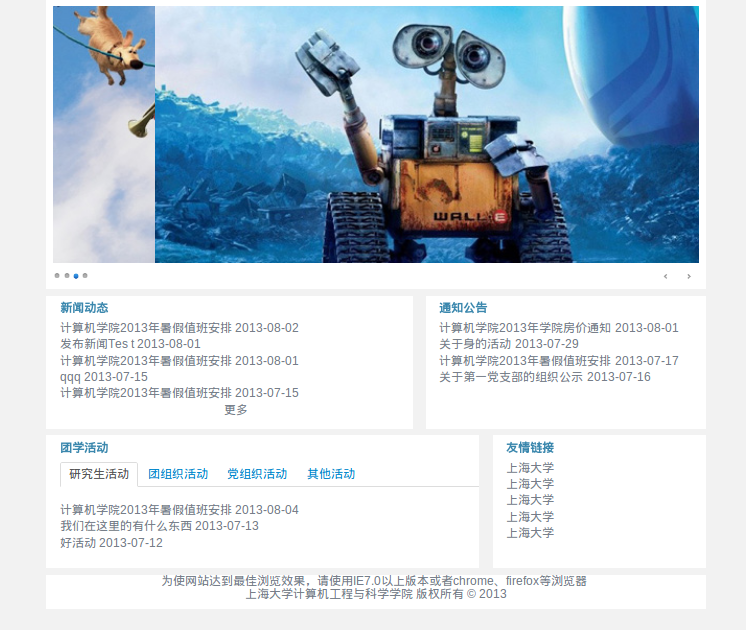 WALL·E
新闻动态
计算机学院2013年暑假值班安排 2013-08-02
发布新闻Tes t 2013-08-01
计算机学院2013年暑假值班安排 2013-08-01
qqq 2013-07-15
计算机学院2013年暑假值班安排 2013-07-15
更多
通知公告
计算机学院2013年学院房价通知 2013-08-01
关于身的活动 2013-07-29
计算机学院2013年暑假值班安排 2013-07-17
关于第一党支部的组织公示 2013-07-16
团学活动
研究生活动 团组织活动 党组织活动 其他活动
计算机学院2013年暑假值班安排 2013-08-04
我们在这里的有什么东西 2013-07-13
好活动 2013-07-12
友情链接
上海大学
上海大学
上海大学
上海大学
上海大学
为使网站达到最佳浏览效果，请使用IE7.0以上版本或者chrome、firefox等浏览器
上海大学计算机工程与科学学院 版权所有 © 2013